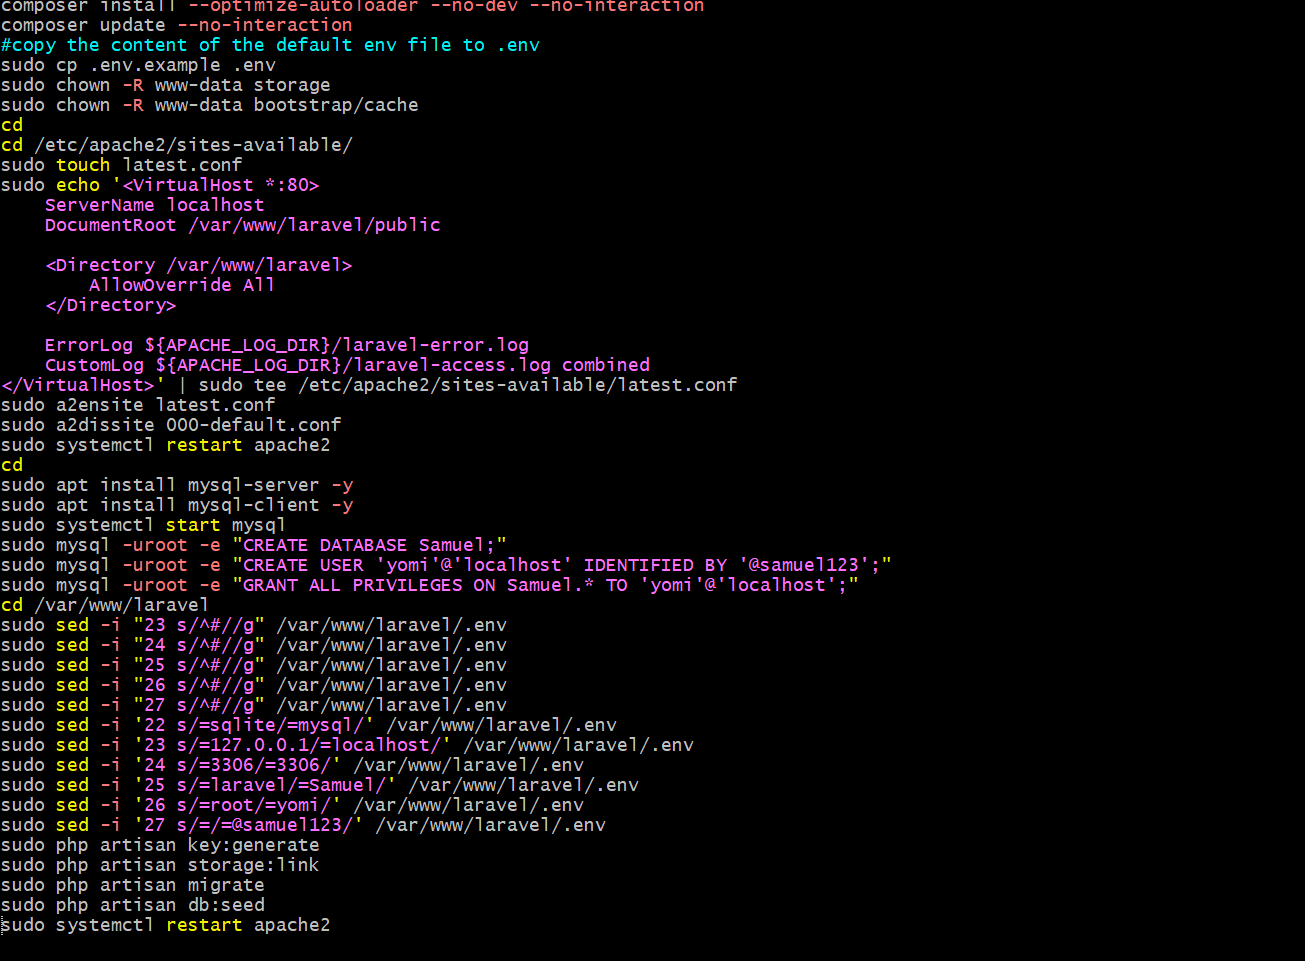 composer install --optimize-autoloader --no-dev --no-interaction
composer update --no-interaction
#copy the content of the default env file to .env
sudo cp .env.example .env
sudo chown -R www-data storage
sudo chown -R www-data bootstrap/cache
cd
cd /etc/apache2/sites-available/
sudo touch latest.conf
sudo echo '<VirtualHost *:80>
    ServerName localhost
    DocumentRoot /var/www/laravel/public

    <Directory /var/www/laravel>
        AllowOverride All
    </Directory>

    ErrorLog ${APACHE_LOG_DIR}/laravel-error.log
    CustomLog ${APACHE_LOG_DIR}/laravel-access.log combined
</VirtualHost>' | sudo tee /etc/apache2/sites-available/latest.conf
sudo a2ensite latest.conf
sudo a2dissite 000-default.conf
sudo systemctl restart apache2
cd
sudo apt install mysql-server -y
sudo apt install mysql-client -y
sudo systemctl start mysql
sudo mysql -uroot -e "CREATE DATABASE Samuel;"
sudo mysql -uroot -e "CREATE USER 'yomi'@'localhost' IDENTIFIED BY '@samuel123';"
sudo mysql -uroot -e "GRANT ALL PRIVILEGES ON Samuel.* TO 'yomi'@'localhost';"
cd /var/www/laravel
sudo sed -i "23 s/^#//g" /var/www/laravel/.env
sudo sed -i "24 s/^#//g" /var/www/laravel/.env
sudo sed -i "25 s/^#//g" /var/www/laravel/.env
sudo sed -i "26 s/^#//g" /var/www/laravel/.env
sudo sed -i "27 s/^#//g" /var/www/laravel/.env
sudo sed -i '22 s/=sqlite/=mysql/' /var/www/laravel/.env
sudo sed -i '23 s/=127.0.0.1/=localhost/' /var/www/laravel/.env
sudo sed -i '24 s/=3306/=3306/' /var/www/laravel/.env
sudo sed -i '25 s/=laravel/=Samuel/' /var/www/laravel/.env
sudo sed -i '26 s/=root/=yomi/' /var/www/laravel/.env
sudo sed -i '27 s/=/=@samuel123/' /var/www/laravel/.env
sudo php artisan key:generate
sudo php artisan storage:link
sudo php artisan migrate
sudo php artisan db:seed
sudo systemctl restart apache2